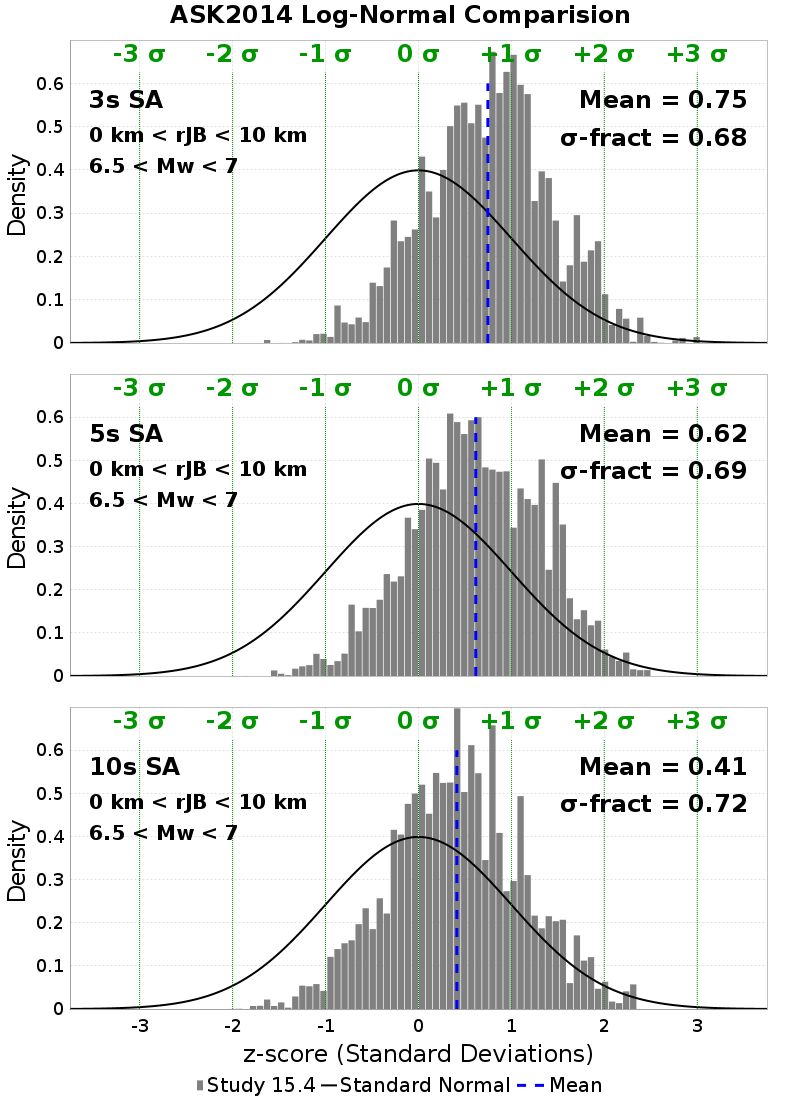 ASK2014 Log-Normal Comparision
-3 σ -2 σ -1 σ 0 σ +1 σ +2 σ +3 σ
3s SA
0 km < rJB < 10 km
6.5 < Mw < 7
Mean = 0.75
σ-fract = 0.68
Density
0.6
0.5
0.4
0.3
0.2
0.1
0
-3 σ -2 σ -1 σ 0 σ +1 σ +2 σ +3 σ
5s SA
0 km < rJB < 10 km
6.5 < Mw < 7
Mean = 0.62
σ-fract = 0.69
Density
0.6
0.5
0.4
0.3
0.2
0.1
0
-3 σ -2 σ -1 σ 0 σ +1 σ +2 σ +3 σ
10s SA
0 km < rJB < 10 km
6.5 < Mw < 7
Mean = 0.41
σ-fract = 0.72
Density
0.6
0.5
0.4
0.3
0.2
0.1
0
-3 -2 -1 0 1 2 3
z-score (Standard Deviations)
Study 15.4 Standard Normal Mean